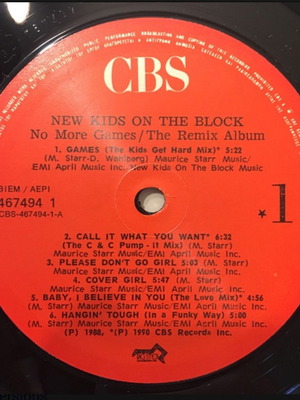 CBS
NEW KIDS ON THE BLOCK
No More Games/The Remix Album
1. GAMES (The Kids Get Hard Mix)* 5:22
(M. Starr-D. Wahlberg) Maurice Starr Music/
EMI April Music Inc. New Kids On The Block Music
BIEM / AEPI
467494 1
CBS-467494-1-A
*1
2. CALL IT WHAT YOU WANT* 6:32
(The C & C Pump - it Mix) (M. Starr)
Maurice Starr Music/EMI April Music Inc.
3. PLEASE DON'T GO GIRL 5:03 (M. Starr)
Maurice Starr Music/EMI April Music Inc.
4. COVER GIRL 5:47 (M. Starr)
Maurice Starr Music/EMI April Music Inc.
5. BABY, I BELIEVE IN YOU (The Love Mix)* 4:56
(M. Starr) Maurice Starr Music/EMI April Music Inc.
6. HANGIN' TOUGH (In a Funky Way) 5:00
(M. Starr) Maurice Starr Music/EMI April Music Inc.
(P) 1988, *(P) 1990 CBS Records Inc.